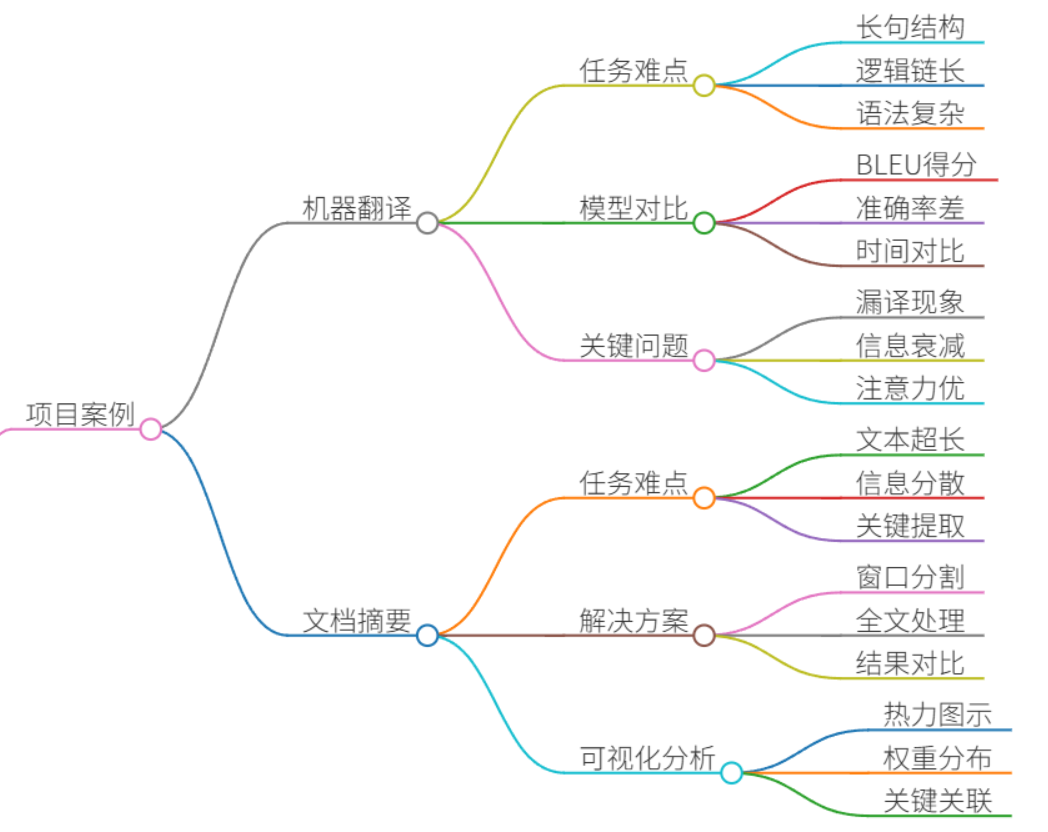 项目案例
机器翻译
任务难点
长句结构
逻辑链长
语法复杂
模型对比
BLEU得分
准确率差
时间对比
关键问题
漏译现象
信息衰减
注意力优
文档摘要
任务难点
文本超长
信息分散
关键提取
解决方案
窗口分割
全文处理
结果对比
可视化分析
热力图示
权重分布
关键关联